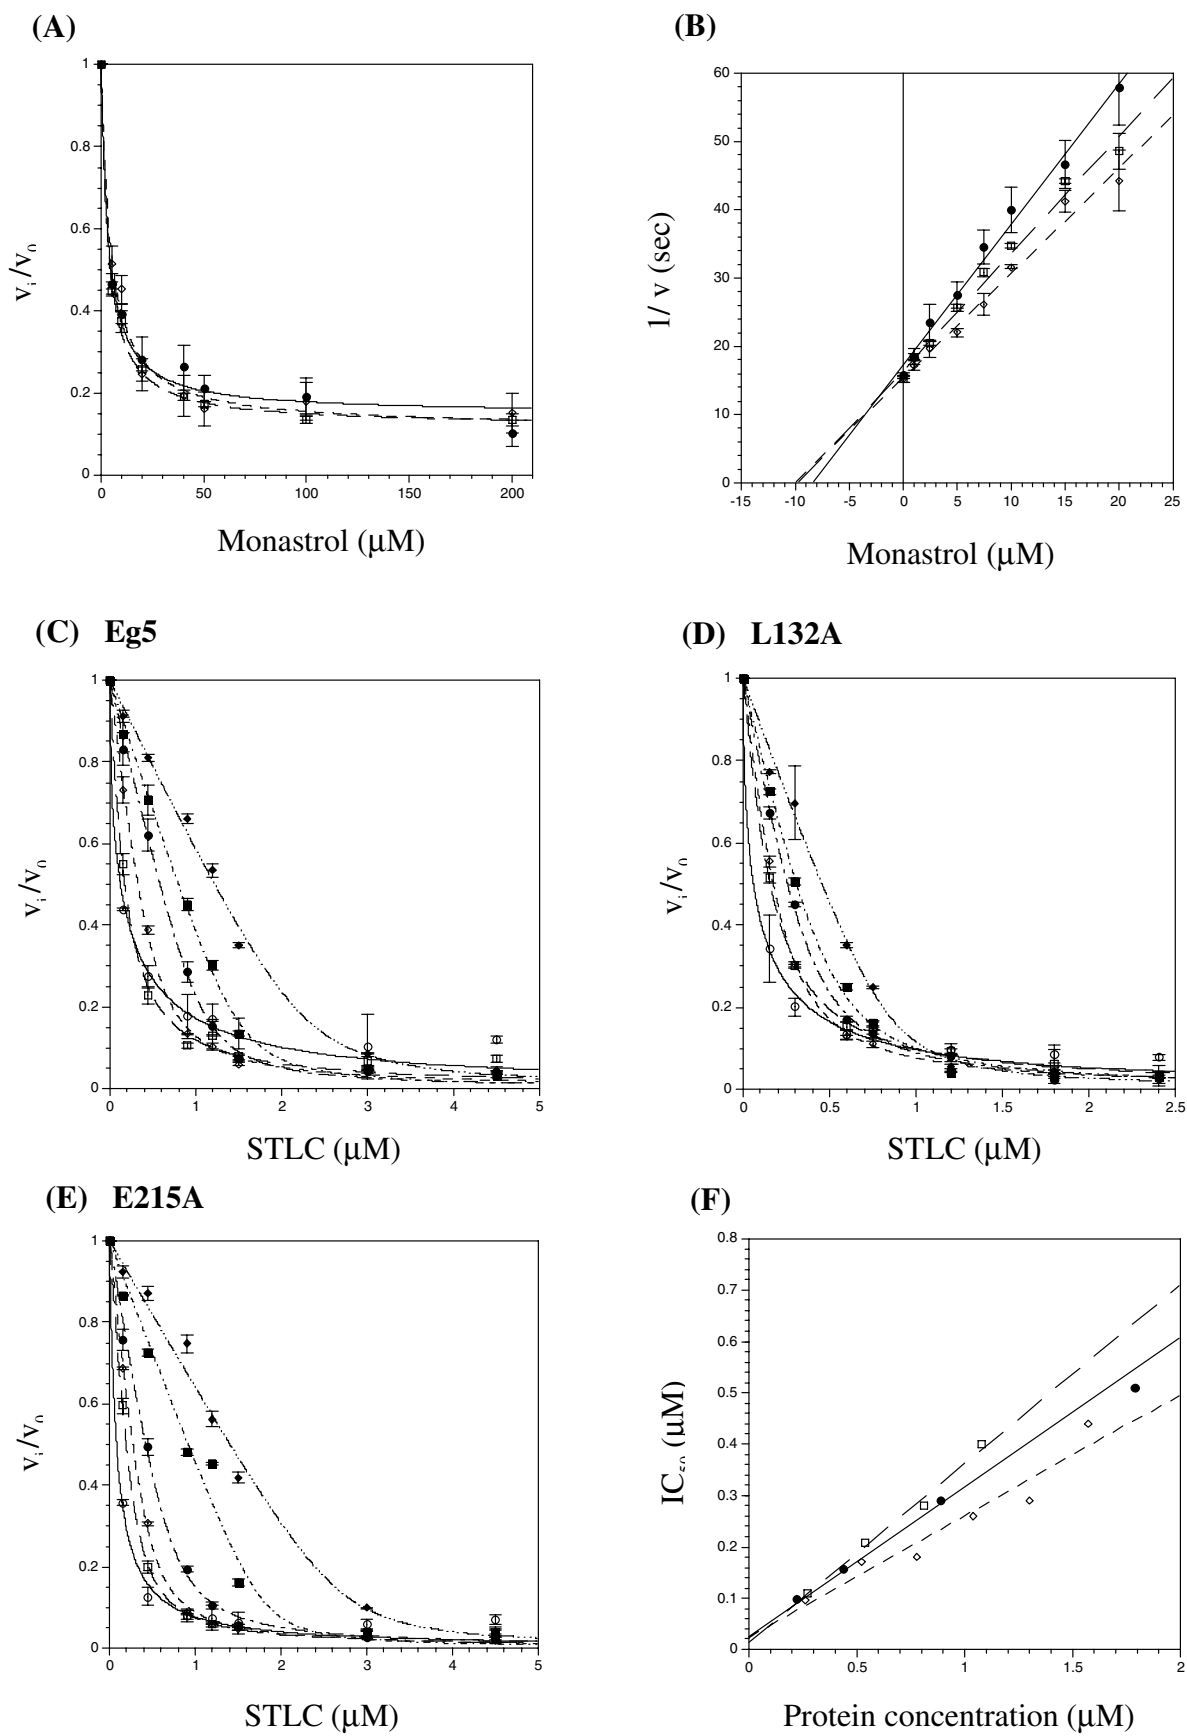 (A)
1
0.8
0.6
0.4
0.2
0
v_i/v_0
0 50 100 150 200
Monastrol (µM)
(B)
60
50
40
30
20
10
0
1/ v (sec)
-15 -10 -5 0 5 10 15 20 25
Monastrol (µM)
(C) Eg5
1
0.8
0.6
0.4
0.2
0
v_i/v_0
0 1 2 3 4 5
STLC (µM)
(D) L132A
1
0.8
0.6
0.4
0.2
0
v_i/v_0
0 0.5 1 1.5 2 2.5
STLC (µM)
(E) E215A
1
0.8
0.6
0.4
0.2
0
v_i/v_0
0 1 2 3 4 5
STLC (µM)
(F)
0.8
0.7
0.6
0.5
0.4
0.3
0.2
0.1
0
IC_50 (µM)
0 0.5 1 1.5 2
Protein concentration (µM)